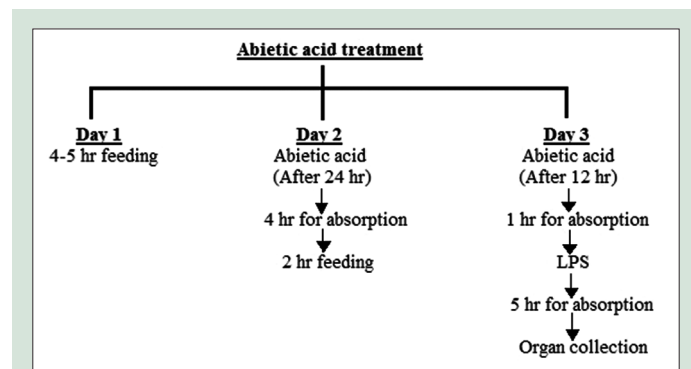 Abietic acid treatment
Day 1
4-5 hr feeding
Day 2
Abietic acid
(After 24 hr)
4 hr for absorption
2 hr feeding
Day 3
Abietic acid
(After 12 hr)
1 hr for absorption
LPS
5 hr for absorption
Organ collection